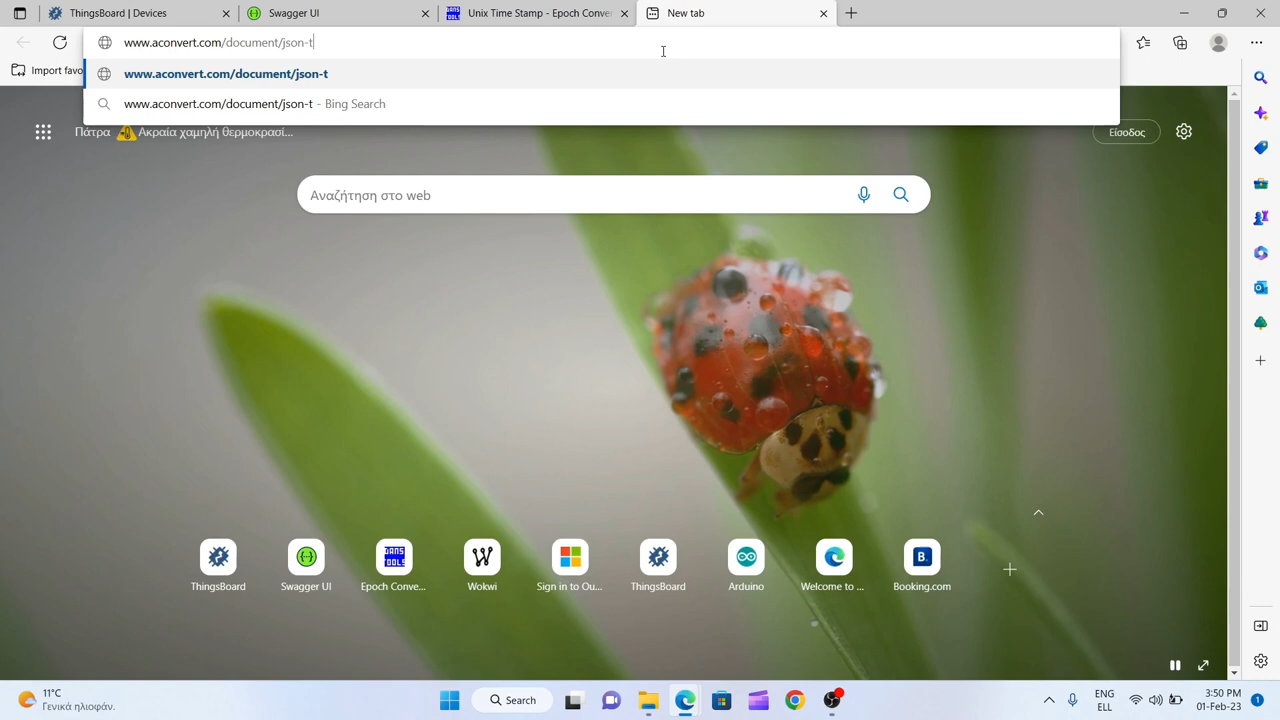 ThingsBoard | Devices
Swagger UI
Unix Time Stamp - Epoch Conver
New tab
www.aconvert.com/document/json-t
Import favo
www.aconvert.com/document/json-t
www.aconvert.com/document/json-t - Bing Search
Πάτρα
Ακραία χαμηλή θερμοκρασί...
Είσοδος
Αναζήτηση στο web
DANS TOOLS
B
ThingsBoard
Swagger UI
Epoch Conve...
Wokwi
Sign in to Ou...
ThingsBoard
Arduino
Welcome to ...
Booking.com
11°C
Γενικά ηλιοφάν.
Search
ENG
ELL
3:50 PM
01-Feb-23
1